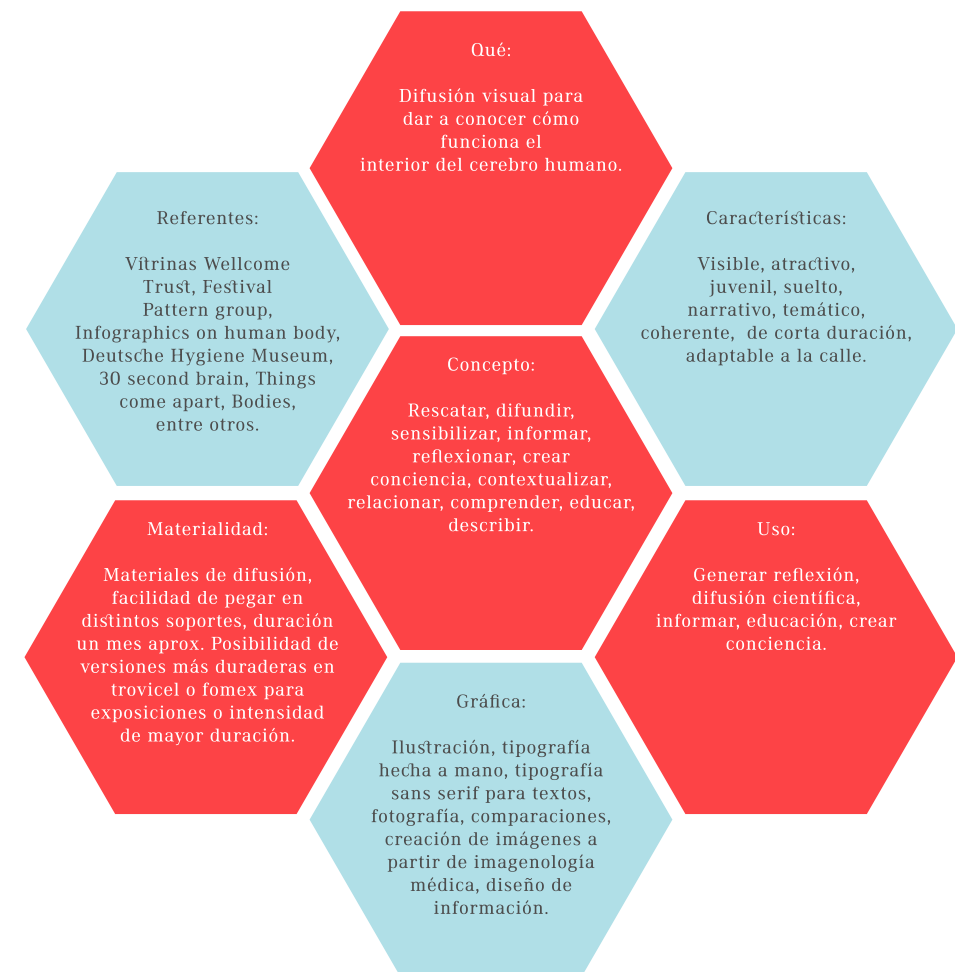 Qué:
Difusión visual para
dar a conocer cómo
funciona el
interior del cerebro humano.
Referentes:
Vitrinas Wellcome
Trust, Festival
Pattern group,
Infographics on human body,
Deutsche Hygiene Museum,
30 second brain, Things
come apart, Bodies,
entre otros.
Características:
Visible, atractivo,
juvenil, suelto,
narrativo, temático,
coherente,  de corta duración,
adaptable a la calle.
Concepto:
Rescatar, difundir,
sensibilizar, informar,
reflexionar, crear
conciencia, contextualizar,
relacionar, comprender, educar,
describir.
Materialidad:
Materiales de difusión,
facilidad de pegar en
distintos soportes, duración
un mes aprox. Posibilidad de
versiones más duraderas en
trovicel o fomex para
exposiciones o intensidad
de mayor duración.
Uso:
Generar reflexión,
difusión científica,
informar, educación, crear
conciencia.
Gráfica:
Ilustración, tipografía
hecha a mano, tipografía
sans serif para textos,
fotografía, comparaciones,
creación de imágenes a
partir de imagenología
médica, diseño de
información.